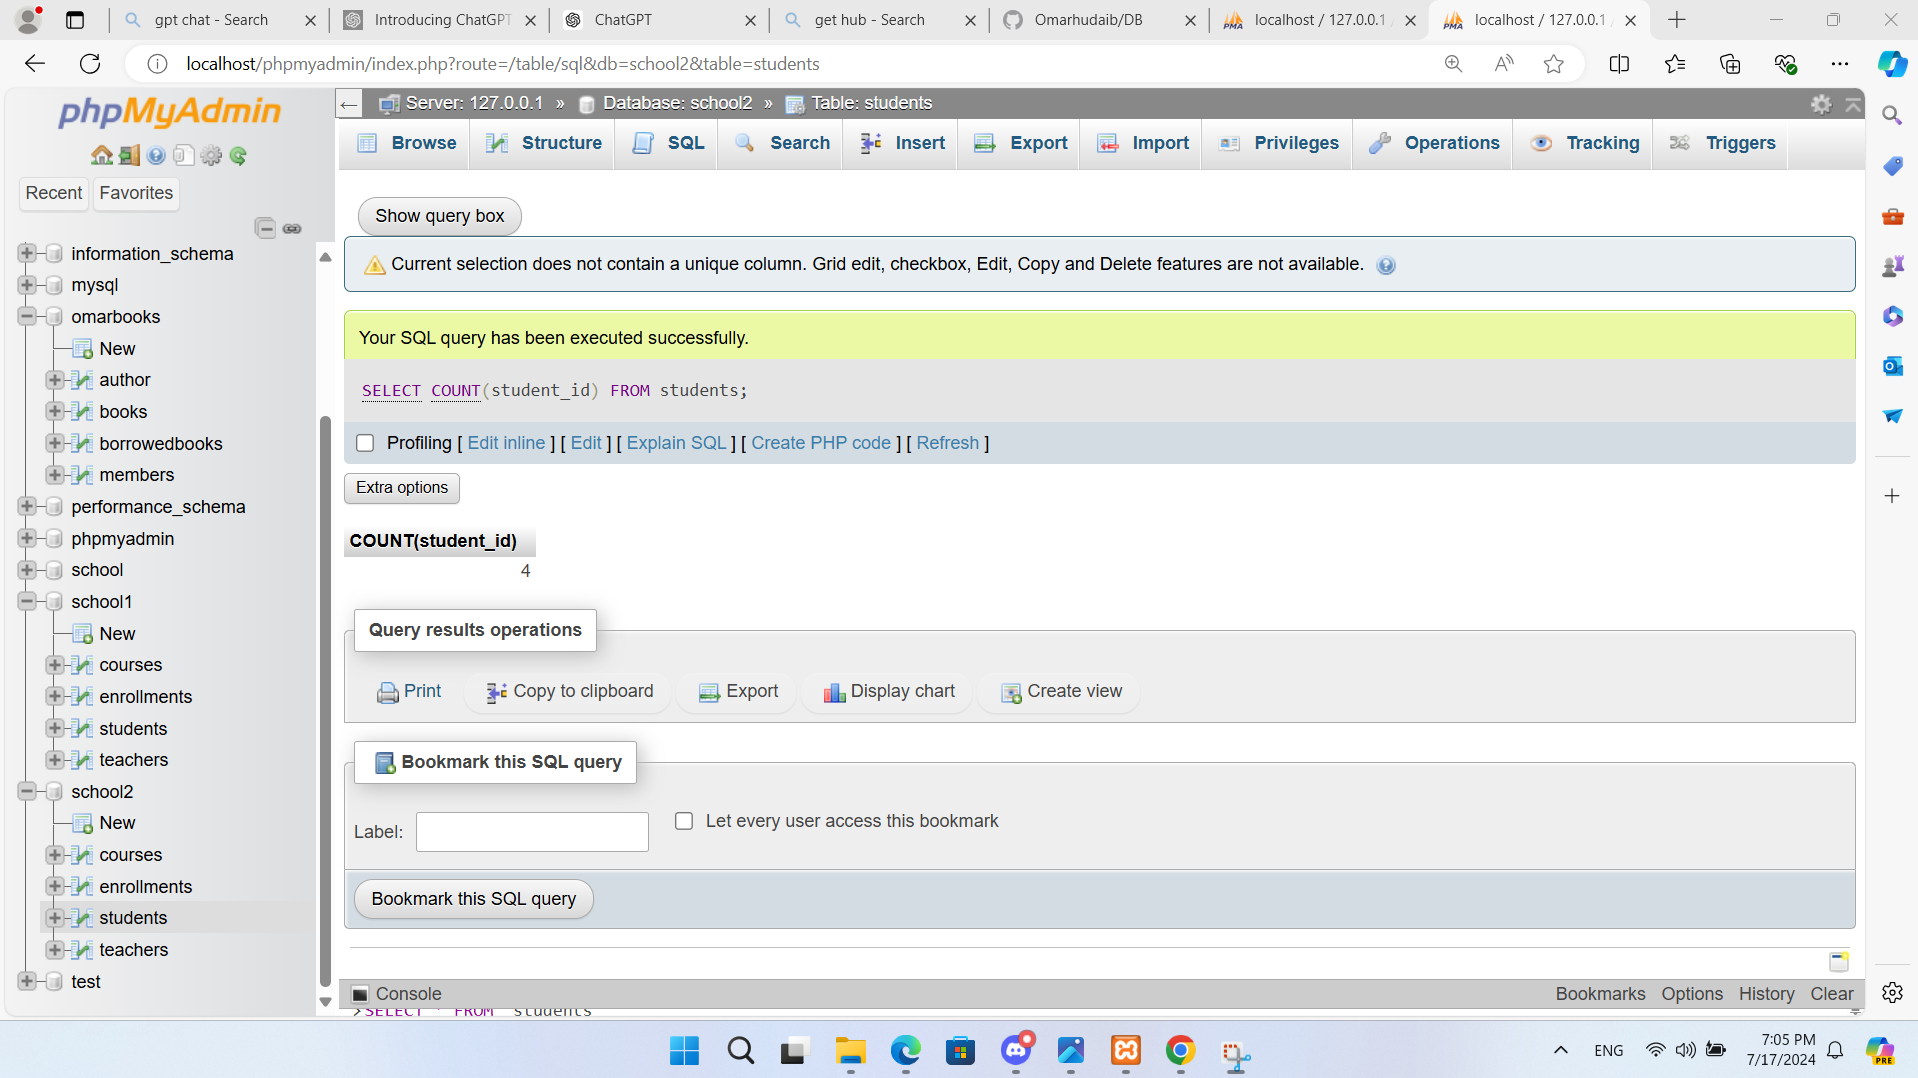 gpt chat - Search
Introducing ChatGPT
ChatGPT
get hub - Search
Omarhudaib/DB
localhost / 127.0.0.1
localhost / 127.0.0.1
localhost/phpmyadmin/index.php?route=/table/sql&db=school2&table=students
phpMyAdmin
Recent
Favorites
information_schema
mysql
omarbooks
New
author
books
borrowedbooks
members
performance_schema
phpmyadmin
school
school1
New
courses
enrollments
students
teachers
school2
New
courses
enrollments
students
teachers
test
Server: 127.0.0.1 » Database: school2 » Table: students
Browse Structure SQL Search Insert Export Import Privileges Operations Tracking Triggers
Show query box
Current selection does not contain a unique column. Grid edit, checkbox, Edit, Copy and Delete features are not available.
Your SQL query has been executed successfully.
SELECT COUNT(student_id) FROM students;
Profiling [ Edit inline ] [ Edit ] [ Explain SQL ] [ Create PHP code ] [ Refresh ]
Extra options
COUNT(student_id)
4
Query results operations
Print Copy to clipboard Export Display chart Create view
Bookmark this SQL query
Label:
Let every user access this bookmark
Bookmark this SQL query
Console
Bookmarks Options History Clear
>SELECT * FROM `students`
ENG
7:05 PM
7/17/2024
PRE